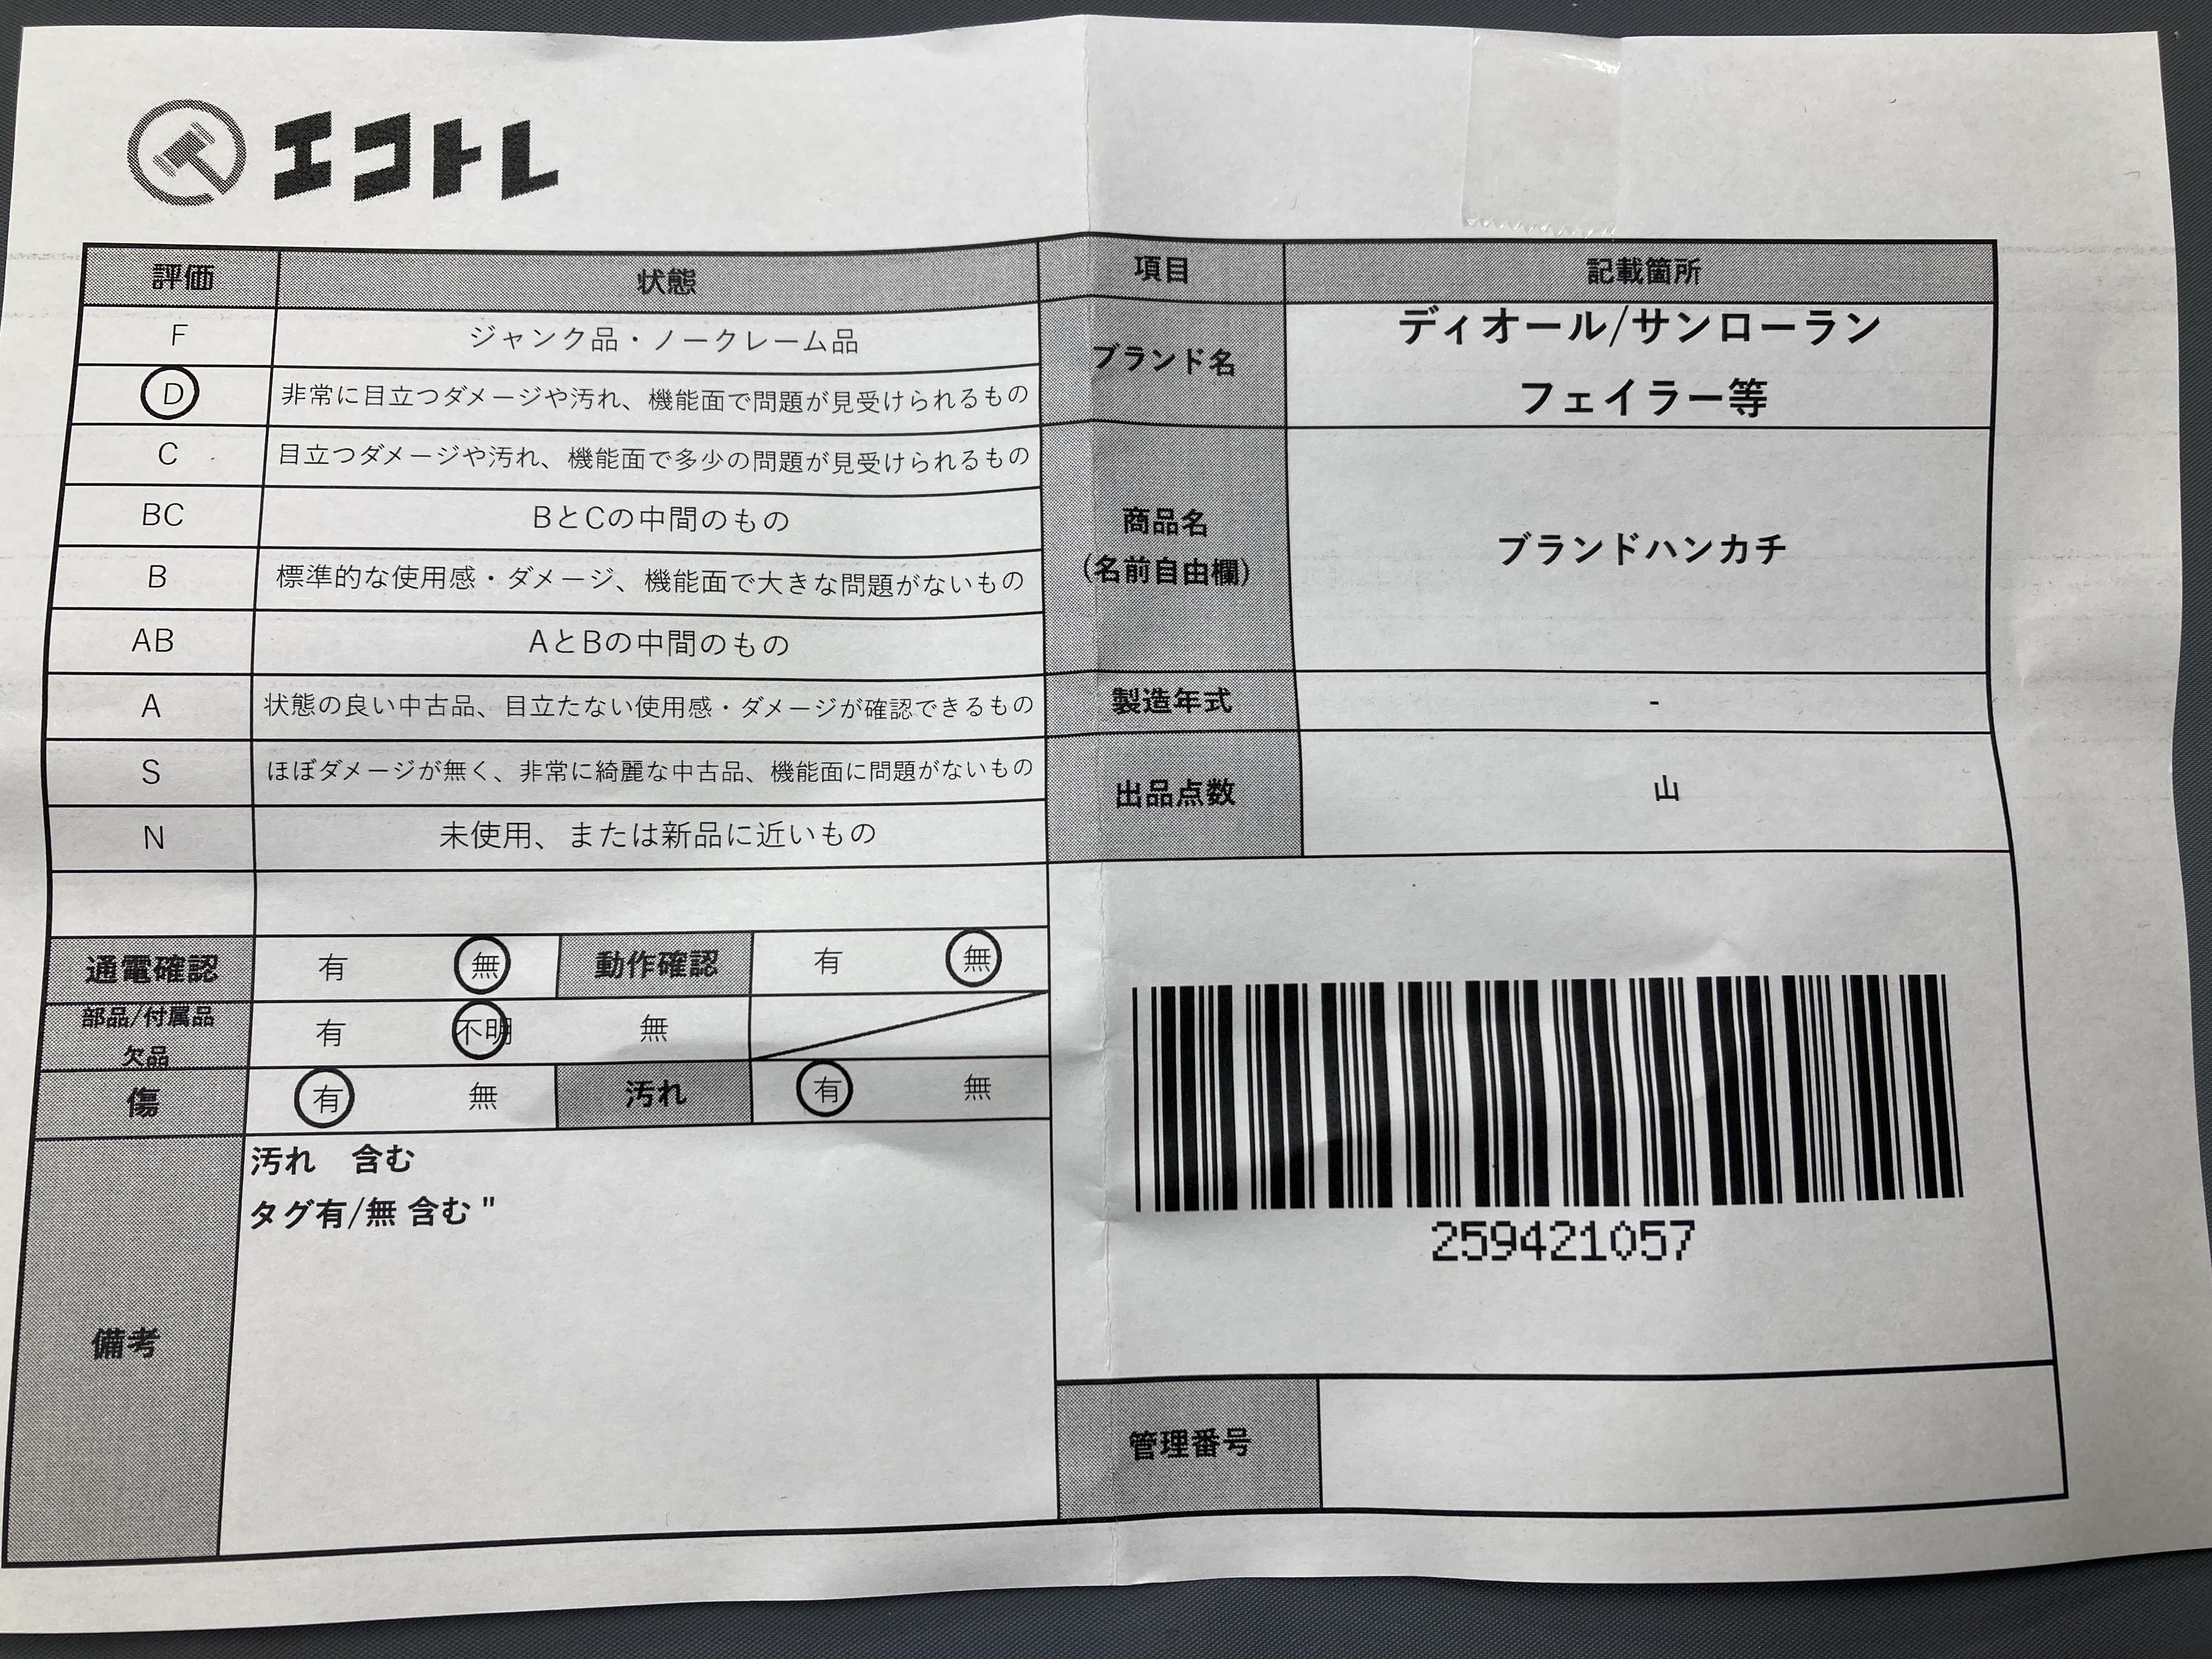 エコトレ
評価 状態
F ジャンク品・ノークレーム品
D 非常に目立つダメージや汚れ、機能面で問題が見受けられるもの
C 目立つダメージや汚れ、機能面で多少の問題が見受けられるもの
BC BとCの中間のもの
B 標準的な使用感・ダメージ、機能面で大きな問題がないもの
AB AとBの中間のもの
A 状態の良い中古品、目立たない使用感・ダメージが確認できるもの
S ほぼダメージが無く、非常に綺麗な中古品、機能面に問題がないもの
N 未使用、または新品に近いもの
通電確認 有 無 動作確認 有 無
部品/付属品
欠品 有 不明 無
傷 有 無 汚れ 有 無
備考
汚れ 含む
タグ有/無 含む "
項目 記載箇所
ブランド名
ディオール/サンローラン
フェイラー等
商品名
(名前自由欄)
ブランドハンカチ
製造年式 -
出品点数 山
259421057
管理番号